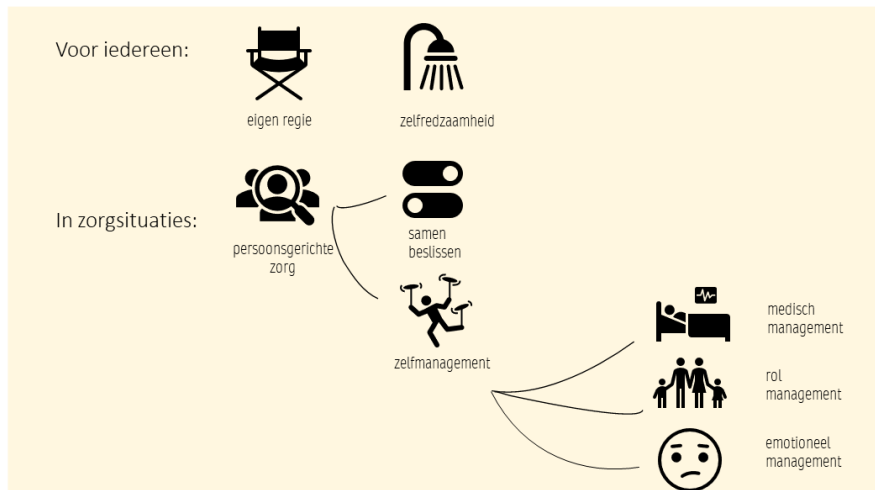 Voor iedereen:
eigen regie
zelfredzaamheid
In zorgsituaties:
persoonsgerichte
zorg
samen
beslissen
zelfmanagement
medisch
management
rol
management
emotioneel
management